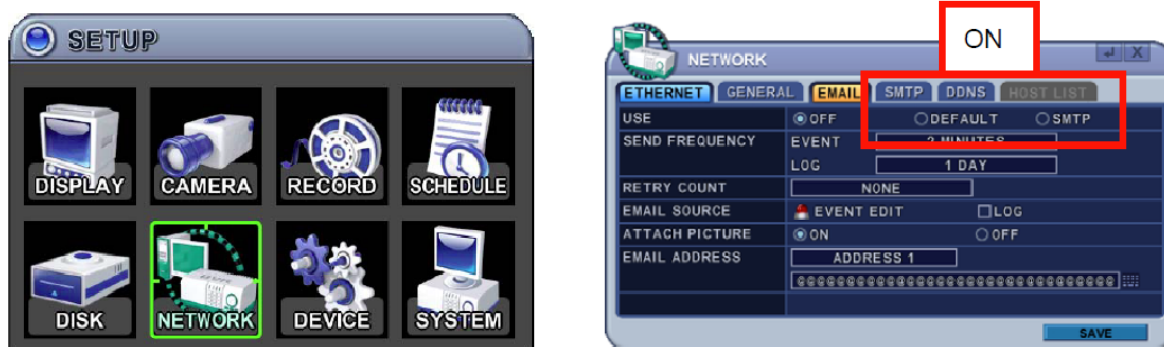 SETUP
DISPLAY CAMERA RECORD SCHEDULE
DISK NETWORK DEVICE SYSTEM
ON
NETWORK X
ETHERNET GENERAL EMAIL SMTP DDNS HOST LIST
USE OFF DEFAULT SMTP
SEND FREQUENCY EVENT 2 MINUTES
LOG 1 DAY
RETRY COUNT NONE
EMAIL SOURCE EVENT EDIT LOG
ATTACH PICTURE ON OFF
EMAIL ADDRESS ADDRESS 1
SAVE